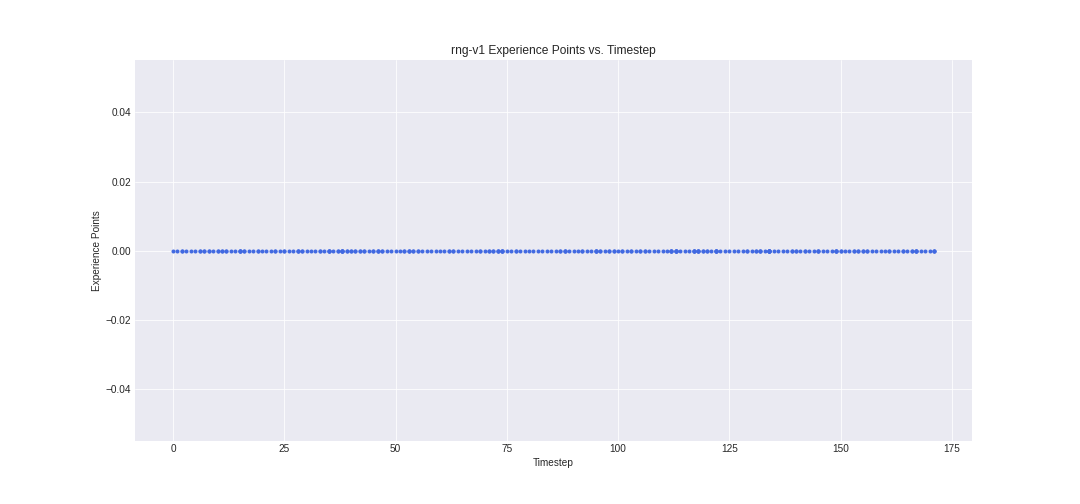 rng-v1 Experience Points vs. Timestep
0.04
0.02
0.00
−0.02
−0.04
Experience Points
0 25 50 75 100 125 150 175
Timestep